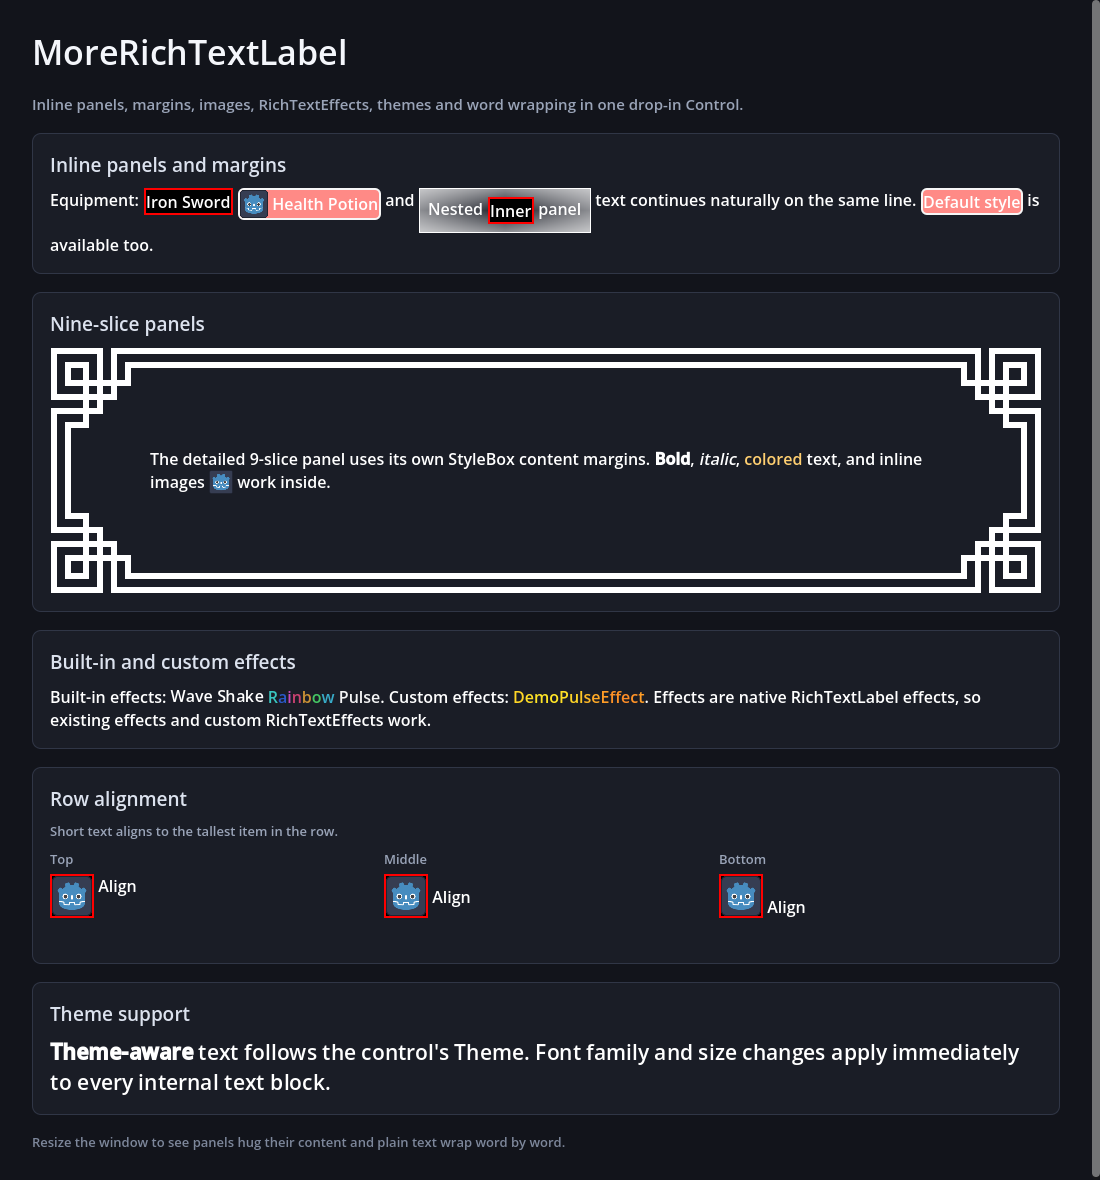 MoreRichTextLabel
Inline panels, margins, images, RichTextEffects, themes and word wrapping in one drop-in Control.
Inline panels and margins
Equipment: Iron Sword Health Potion and Nested Inner panel text continues naturally on the same line. Default style is
available too.
Nine-slice panels
The detailed 9-slice panel uses its own StyleBox content margins. Bold, italic, colored text, and inline
images work inside.
Built-in and custom effects
Built-in effects: Wave Shake Rainbow Pulse. Custom effects: DemoPulseEffect. Effects are native RichTextLabel effects, so
existing effects and custom RichTextEffects work.
Row alignment
Short text aligns to the tallest item in the row.
Top Middle Bottom
Align Align Align
Theme support
Theme-aware text follows the control's Theme. Font family and size changes apply immediately
to every internal text block.
Resize the window to see panels hug their content and plain text wrap word by word.